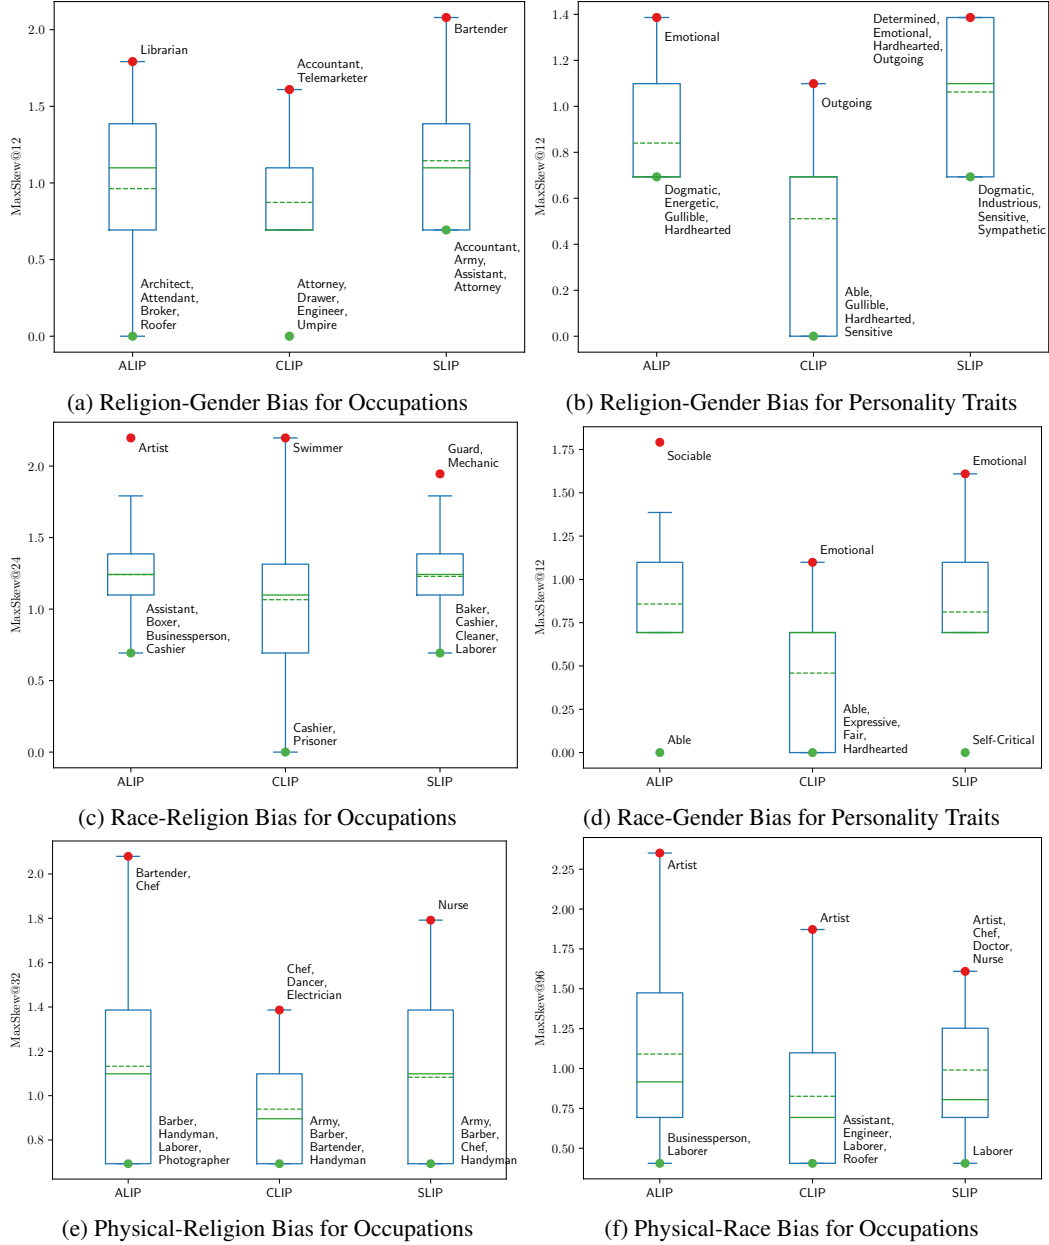 2.0
1.5
1.0
0.5
0.0
MaxSkew@12
Librarian
Architect,
Attendant,
Broker,
Roofer
Accountant,
Telemarketer
Attorney,
Drawer,
Engineer,
Umpire
Bartender
Accountant,
Army,
Assistant,
Attorney
ALIP
CLIP
SLIP
(a) Religion-Gender Bias for Occupations
1.4
1.2
1.0
0.8
0.6
0.4
0.2
0.0
MaxSkew@12
Emotional
Dogmatic,
Energetic,
Gullible,
Hardhearted
Outgoing
Able,
Gullible,
Hardhearted,
Sensitive
Determined,
Emotional,
Hardhearted,
Outgoing
Dogmatic,
Industrious,
Sensitive,
Sympathetic
ALIP
CLIP
SLIP
(b) Religion-Gender Bias for Personality Traits
2.0
1.5
1.0
0.5
0.0
MaxSkew@24
Artist
Assistant,
Boxer,
Businessperson,
Cashier
Swimmer
Cashier,
Prisoner
Guard,
Mechanic
Baker,
Cashier,
Cleaner,
Laborer
ALIP
CLIP
SLIP
(c) Race-Religion Bias for Occupations
1.75
1.50
1.25
1.00
0.75
0.50
0.25
0.00
MaxSkew@12
Sociable
Able
Emotional
Able,
Expressive,
Fair,
Hardhearted
Emotional
Self-Critical
ALIP
CLIP
SLIP
(d) Race-Gender Bias for Personality Traits
2.0
1.8
1.6
1.4
1.2
1.0
0.8
MaxSkew@32
Bartender,
Chef
Barber,
Handyman,
Laborer,
Photographer
Chef,
Dancer,
Electrician
Army,
Barber,
Bartender,
Handyman
Nurse
Army,
Barber,
Chef,
Handyman
ALIP
CLIP
SLIP
(e) Physical-Religion Bias for Occupations
2.25
2.00
1.75
1.50
1.25
1.00
0.75
0.50
MaxSkew@96
Artist
Businessperson,
Laborer
Artist
Assistant,
Engineer,
Laborer,
Roofer
Artist,
Chef,
Doctor,
Nurse
Laborer
ALIP
CLIP
SLIP
(f) Physical-Race Bias for Occupations